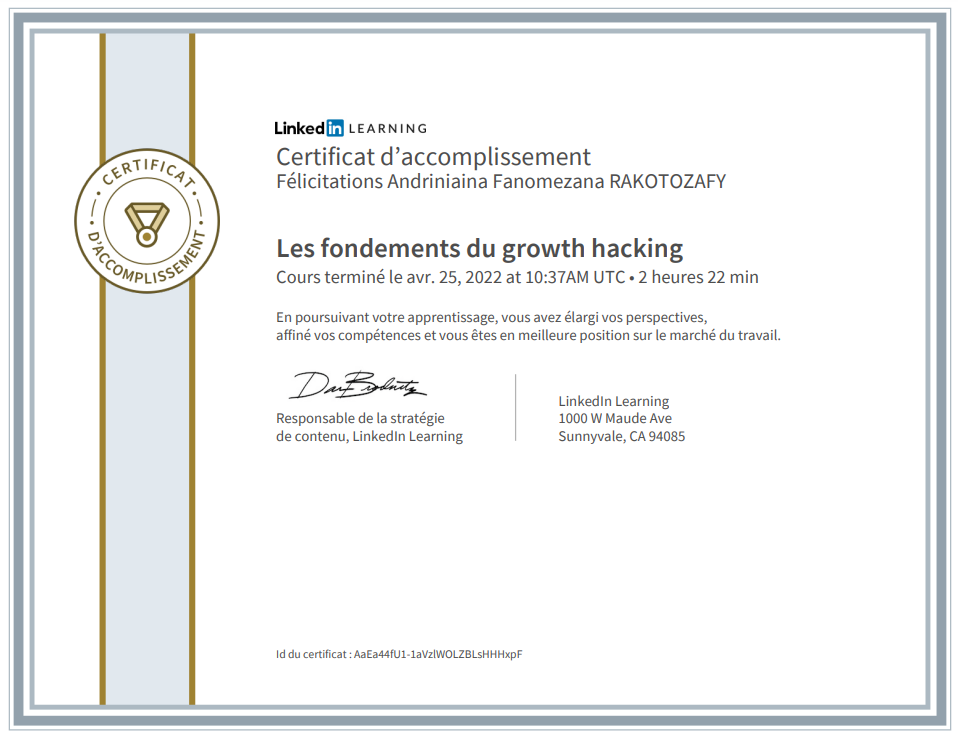 CERTIFICAT
D'ACCOMPLISSEMENT
Linkedin LEARNING
Certificat d’accomplissement
Félicitations Andriniaina Fanomezana RAKOTOZAFY
Les fondements du growth hacking
Cours terminé le avr. 25, 2022 at 10:37AM UTC • 2 heures 22 min
En poursuivant votre apprentissage, vous avez élargi vos perspectives,
affiné vos compétences et vous êtes en meilleure position sur le marché du travail.
Responsable de la stratégie
de contenu, LinkedIn Learning
LinkedIn Learning
1000 W Maude Ave
Sunnyvale, CA 94085
Id du certificat : AaEa44fU1-1aVzlWOLZBLsHHHxpF